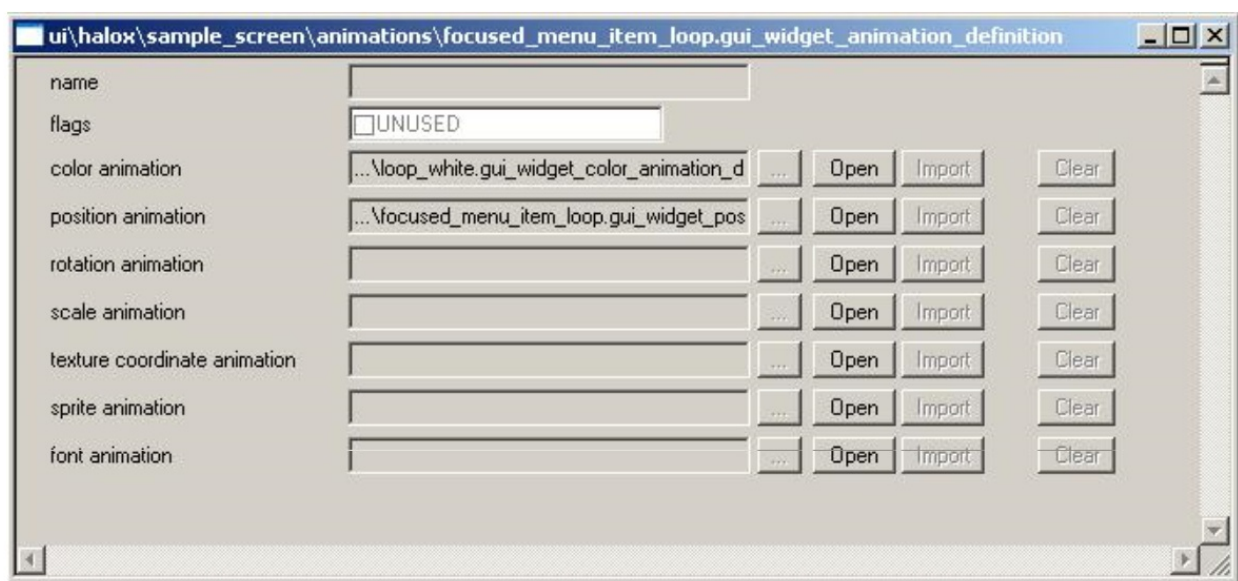 ui\halox\sample_screen\animations\focused_menu_item_loop.gui_widget_animation_definition
name
flags UNUSED
color animation ...\loop_white.gui_widget_color_animation_d ... Open Import Clear
position animation ...\focused_menu_item_loop.gui_widget_pos ... Open Import Clear
rotation animation ... Open Import Clear
scale animation ... Open Import Clear
texture coordinate animation ... Open Import Clear
sprite animation ... Open Import Clear
font animation ... Open Import Clear